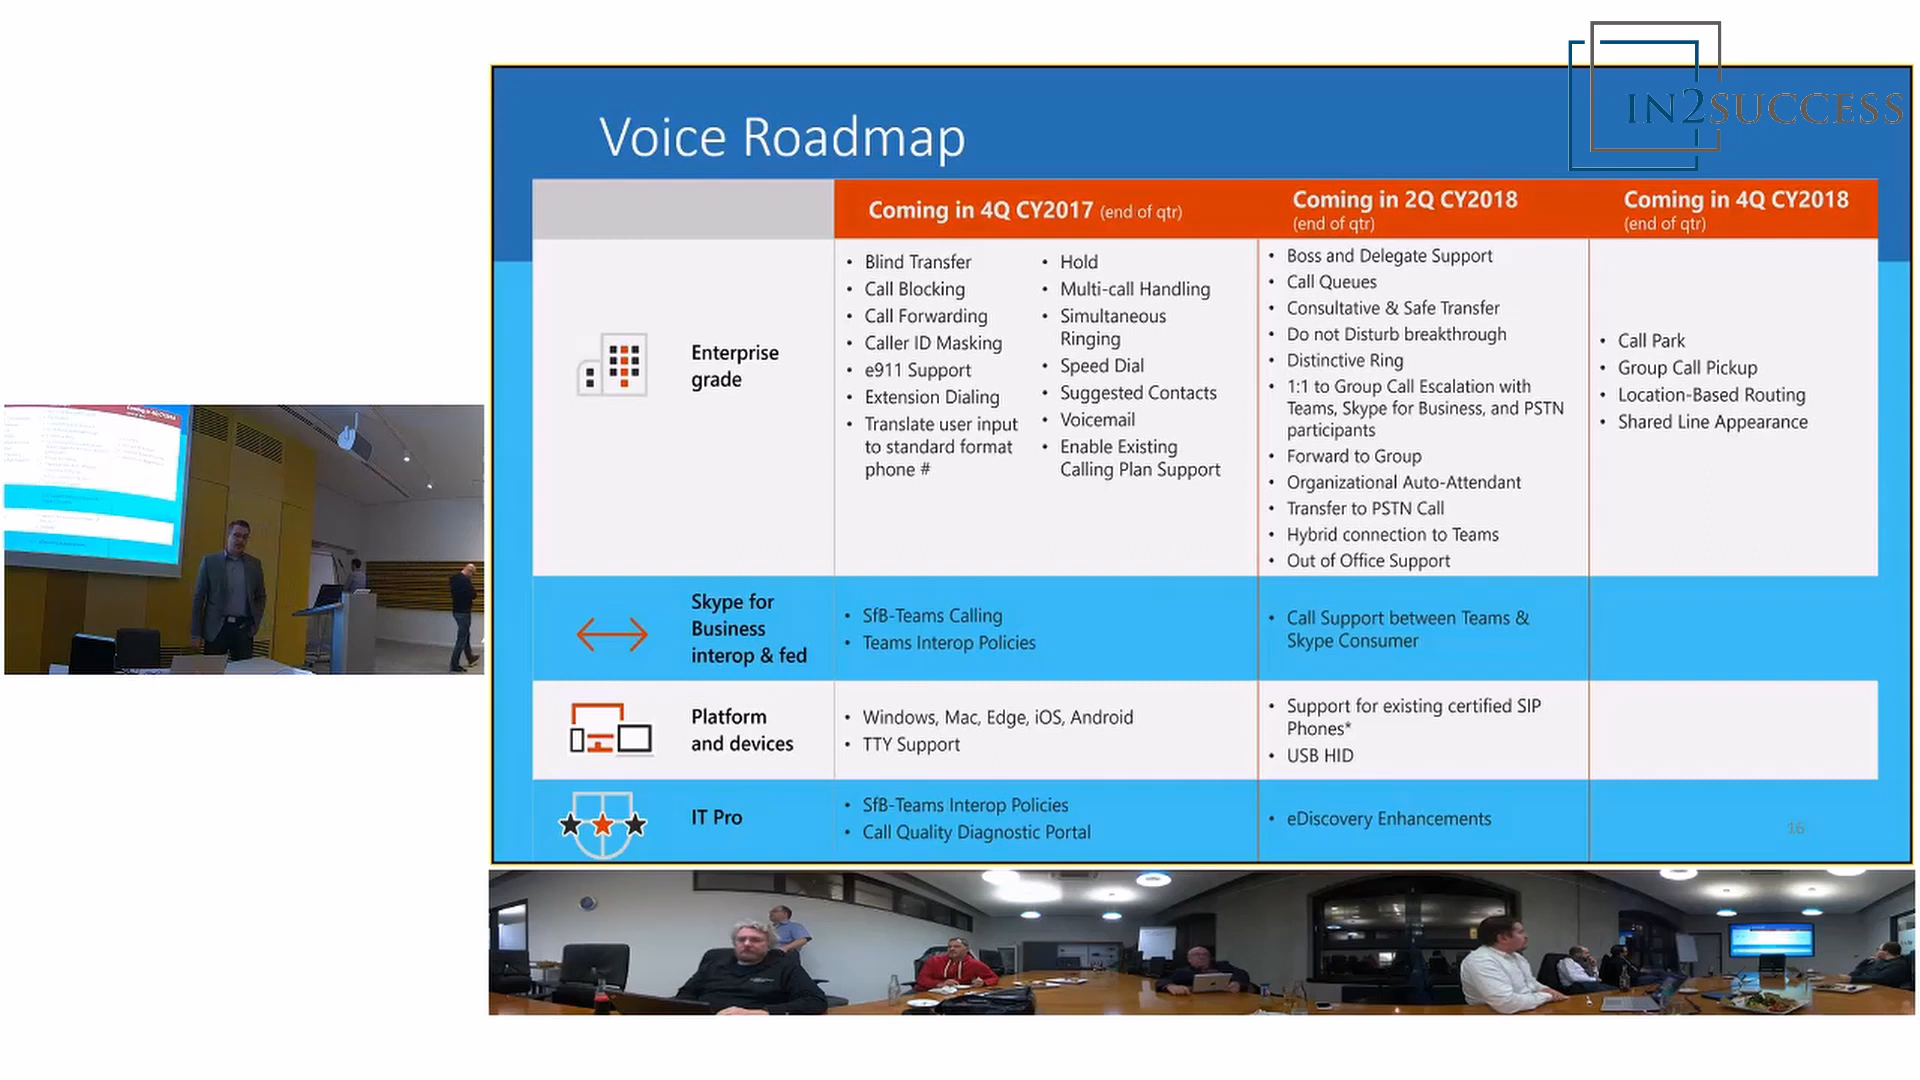 IN2SUCCESS
Voice Roadmap
Coming in 4Q CY2017 (end of qtr)
Coming in 2Q CY2018
(end of qtr)
Coming in 4Q CY2018
(end of qtr)
Enterprise
grade
• Blind Transfer
• Call Blocking
• Call Forwarding
• Caller ID Masking
• e911 Support
• Extension Dialing
• Translate user input
to standard format
phone #
• Hold
• Multi-call Handling
• Simultaneous
Ringing
• Speed Dial
• Suggested Contacts
• Voicemail
• Enable Existing
Calling Plan Support
• Boss and Delegate Support
• Call Queues
• Consultative & Safe Transfer
• Do not Disturb breakthrough
• Distinctive Ring
• 1:1 to Group Call Escalation with
Teams, Skype for Business, and PSTN
participants
• Forward to Group
• Organizational Auto-Attendant
• Transfer to PSTN Call
• Hybrid connection to Teams
• Out of Office Support
• Call Park
• Group Call Pickup
• Location-Based Routing
• Shared Line Appearance
Skype for
Business
interop & fed
• SfB-Teams Calling
• Teams Interop Policies
• Call Support between Teams &
Skype Consumer
Platform
and devices
• Windows, Mac, Edge, iOS, Android
• TTY Support
• Support for existing certified SIP
Phones*
• USB HID
IT Pro
• SfB-Teams Interop Policies
• Call Quality Diagnostic Portal
• eDiscovery Enhancements
16